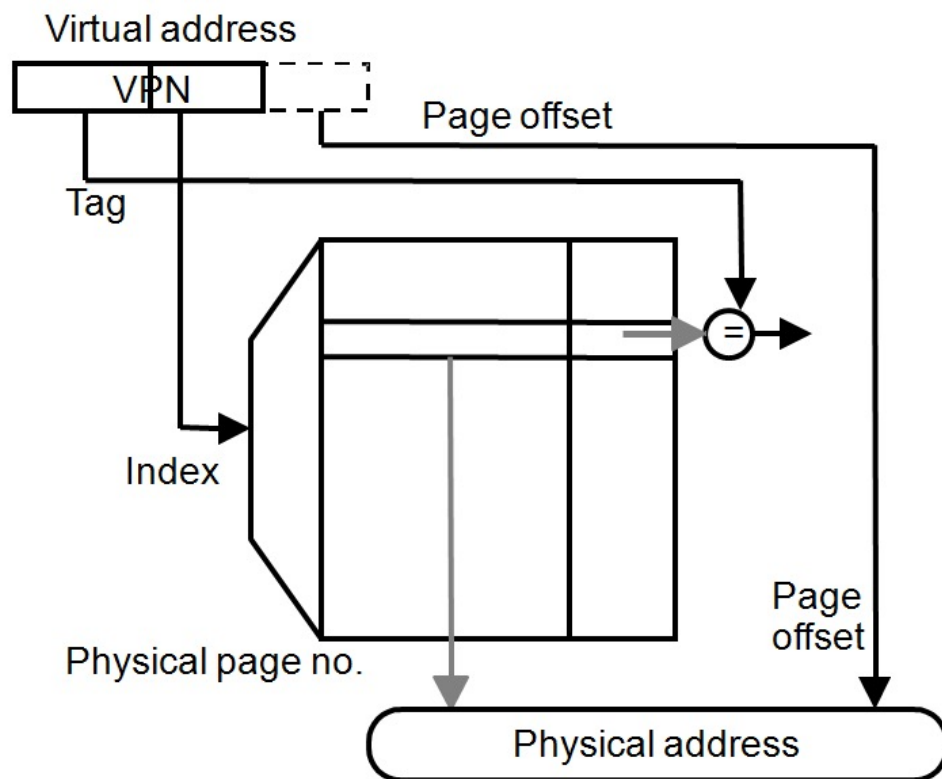 Virtual address
VPN
Page offset
Tag
=
Index
Page
offset
Physical page no.
Physical address